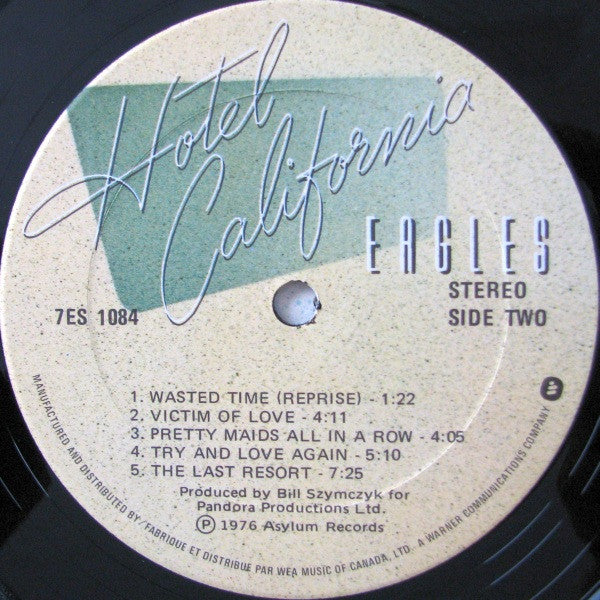 Hotel
California
EAGLES
7ES 1084
STEREO
SIDE TWO
1. WASTED TIME (REPRISE) - 1:22
2. VICTIM OF LOVE - 4:11
3. PRETTY MAIDS ALL IN A ROW - 4:05
4. TRY AND LOVE AGAIN - 5:10
5. THE LAST RESORT - 7:25
Produced by Bill Szymczyk for
Pandora Productions Ltd.
℗ 1976 Asylum Records
MANUFACTURED AND DISTRIBUTED BY/FABRIQUE ET DISTRIBUE PAR WEA MUSIC OF CANADA, LTD. A WARNER COMMUNICATIONS COMPANY